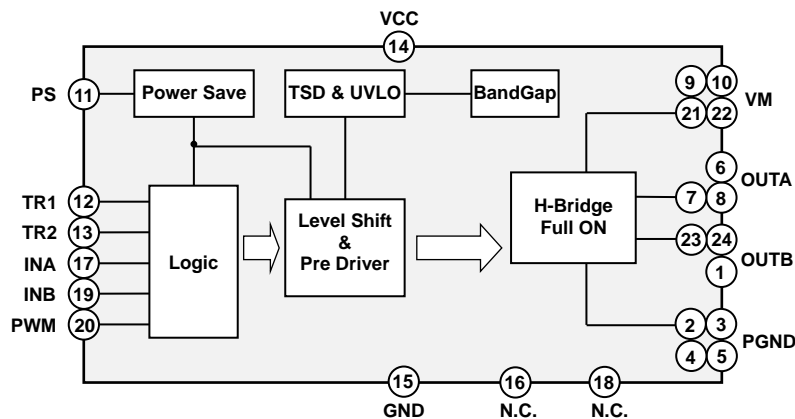 VCC
14
PS
11
Power Save
TSD & UVLO
BandGap
9
10
VM
21
22
6
OUTA
7
8
TR1
12
TR2
13
INA
17
INB
19
PWM
20
Logic
Level Shift
&
Pre Driver
H-Bridge
Full ON
23
24
OUTB
1
2
3
PGND
4
5
15
GND
16
N.C.
18
N.C.